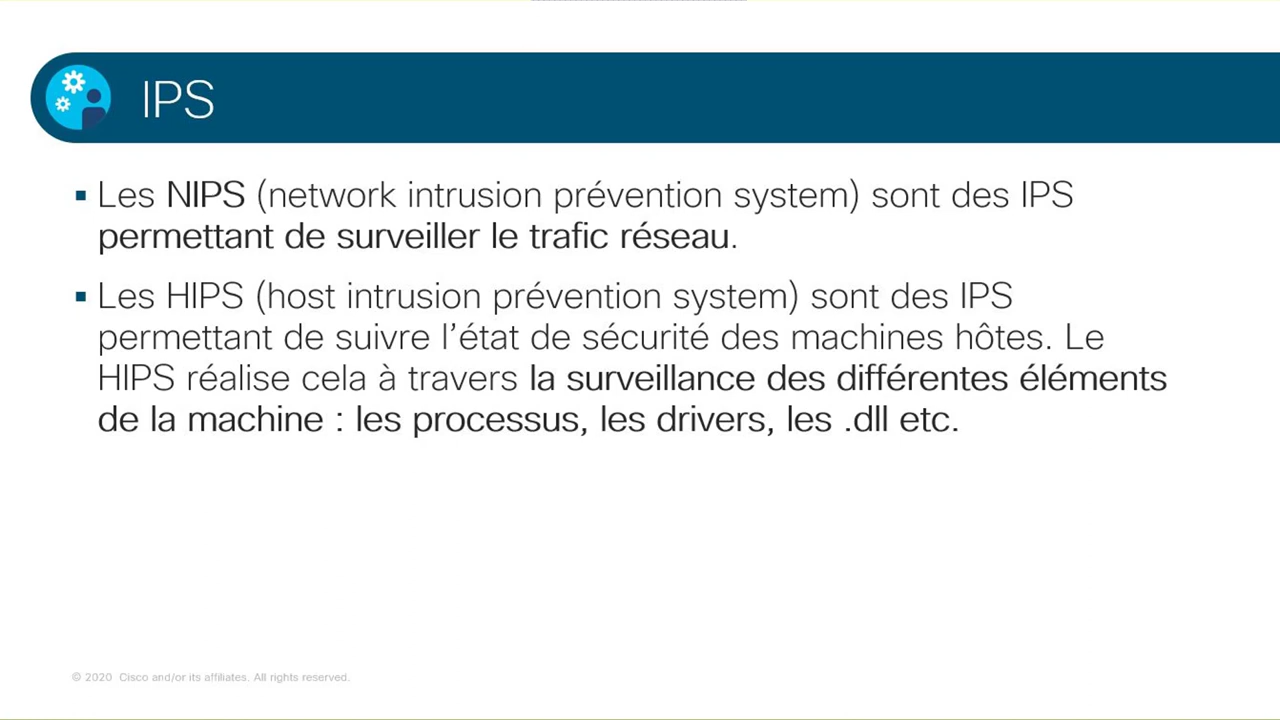 IPS
▪ Les NIPS (network intrusion prévention system) sont des IPS
permettant de surveiller le trafic réseau.
▪ Les HIPS (host intrusion prévention system) sont des IPS
permettant de suivre l’état de sécurité des machines hôtes. Le
HIPS réalise cela à travers la surveillance des différentes éléments
de la machine : les processus, les drivers, les .dll etc.
© 2020 Cisco and/or its affiliates. All rights reserved.